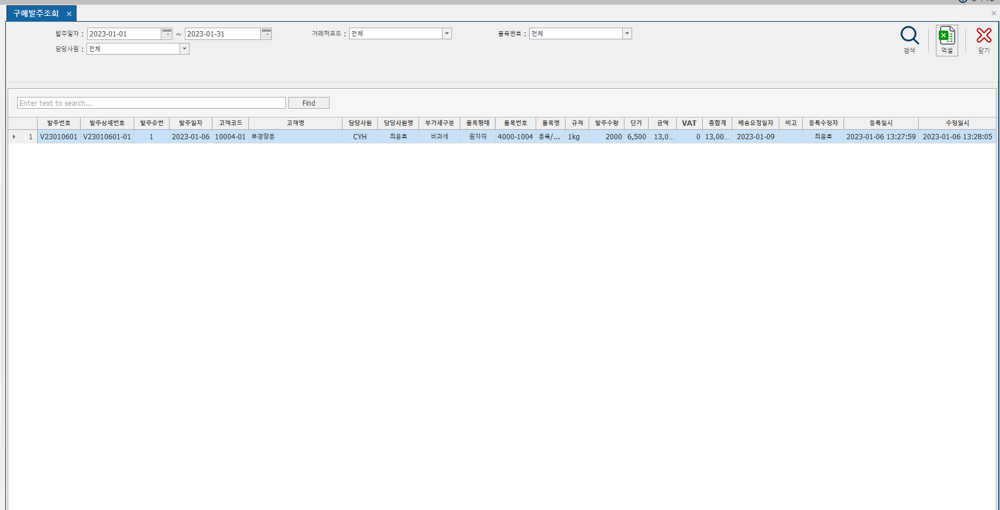 구매발주조회 ×
발주일자 : 2023-01-01 ~ 2023-01-31 거래처코드 : 전체 품목번호 : 전체
담당사원 : 전체
검색 엑셀 닫기
Enter text to search... Find
발주번호 발주상세번호 발주순번 발주일자 고객코드 고객명 담당사원 담당사원명 부가세구분 품목형태 품목번호 품목명 규격 발주수량 단가 금액 VAT 총합계 배송요청일자 비고 등록수정자 등록일시 수정일시
1 V23010601 V23010601-01 1 2023-01-06 10004-01 부경양돈 CYH 최윤호 비과세 원자재 4000-1004 돈육/... 1kg 2000 6,500 13,0... 0 13,00... 2023-01-09 최윤호 2023-01-06 13:27:59 2023-01-06 13:28:05